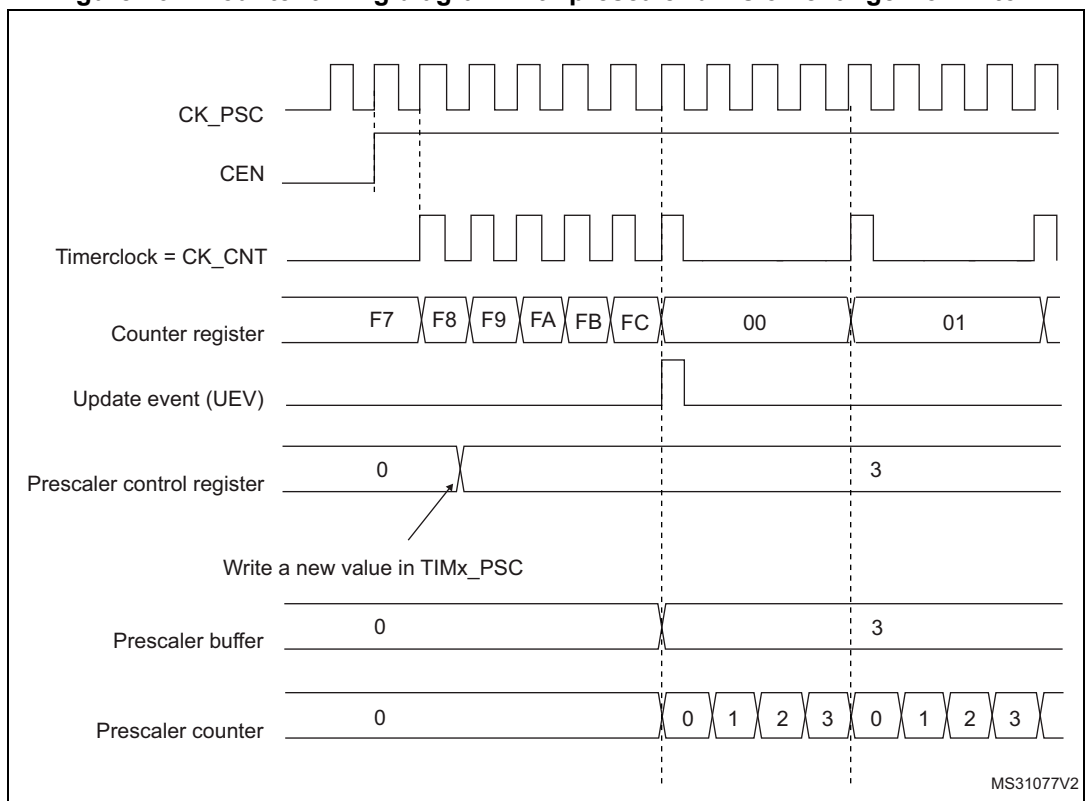 CK_PSC
CEN
Timerclock = CK_CNT
Counter register
F7 F8 F9 FA FB FC 00 01
Update event (UEV)
Prescaler control register
0 3
Write a new value in TIMx_PSC
Prescaler buffer
0 3
Prescaler counter
0 0 1 2 3 0 1 2 3
MS31077V2